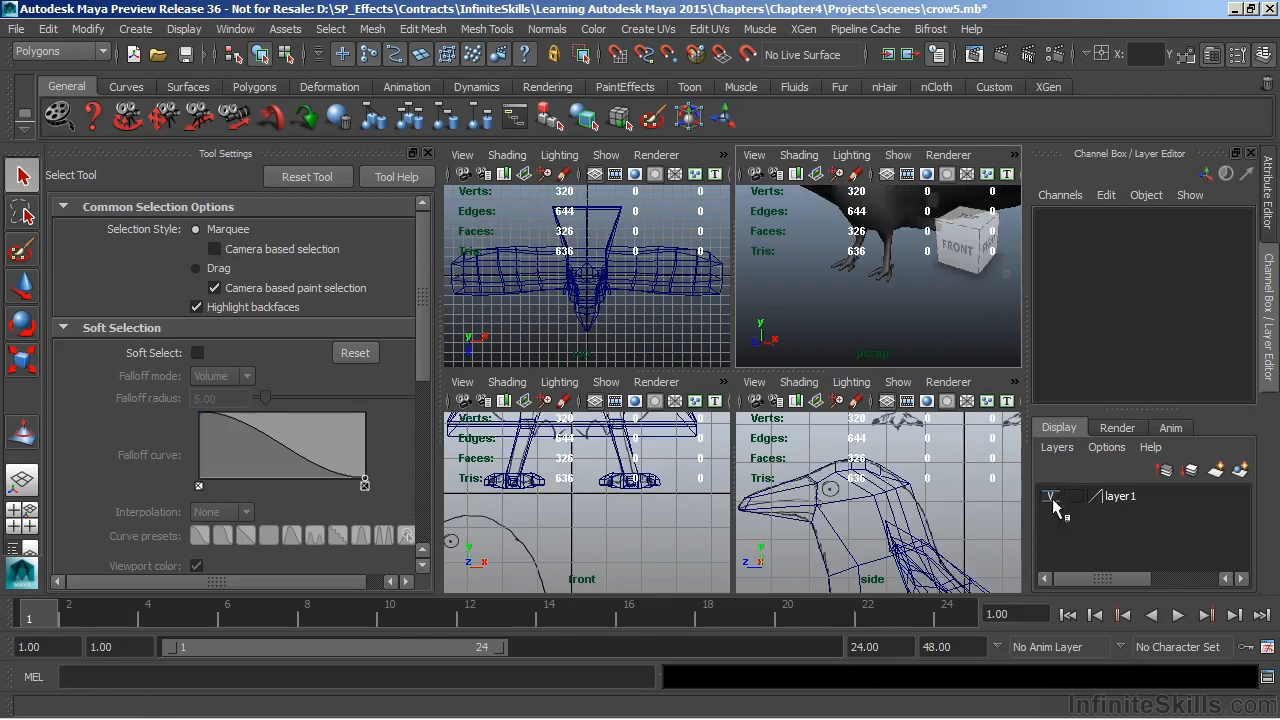 Autodesk Maya Preview Release 36 - Not for Resale: D:\SP_Effects\Contracts\InfiniteSkills\Learning Autodesk Maya 2015\Chapters\Chapter4\Projects\scenes\crow5.mb*
File Edit Modify Create Display Window Assets Select Mesh Edit Mesh Mesh Tools Normals Color Create UVs Edit UVs Muscle XGen Pipeline Cache Bifrost Help
Polygons No Live Surface X: Y:
General Curves Surfaces Polygons Deformation Animation Dynamics Rendering PaintEffects Toon Muscle Fluids Fur nHair nCloth Custom XGen
Tool Settings
Select Tool Reset Tool Tool Help
Common Selection Options
Selection Style: Marquee
Camera based selection
Drag
Camera based paint selection
Highlight backfaces
Soft Selection
Soft Select: Reset
Falloff mode: Volume
Falloff radius: 5.00
Falloff curve:
Interpolation: None
Curve presets:
Viewport color:
View Shading Lighting Show Renderer »
Verts: 320 0 0
Edges: 644 0 0
Faces: 326 0 0
Tris: 636 0 0
y x
View Shading Lighting Show Renderer »
Verts: 320 0 0
Edges: 644 0 0
Faces: 326 0 0
Tris: 636 0 0
FRONT
y z x
persp
View Shading Lighting Show Renderer »
Verts: 320 0 0
Edges: 644 0 0
Faces: 326 0 0
Tris: 636 0 0
y z x
front
View Shading Lighting Show Renderer »
Verts: 320 0 0
Edges: 644 0 0
Faces: 326 0 0
Tris: 636 0 0
y z x
side
Channel Box / Layer Editor
Channels Edit Object Show
Display Render Anim
Layers Options Help
V layer1
Attribute Editor
Channel Box / Layer Editor
1 2 4 6 8 10 12 14 16 18 20 22 24 1.00
1.00 1.00 1 24 24.00 48.00 No Anim Layer No Character Set
MEL
MAYA
InfiniteSkills.com